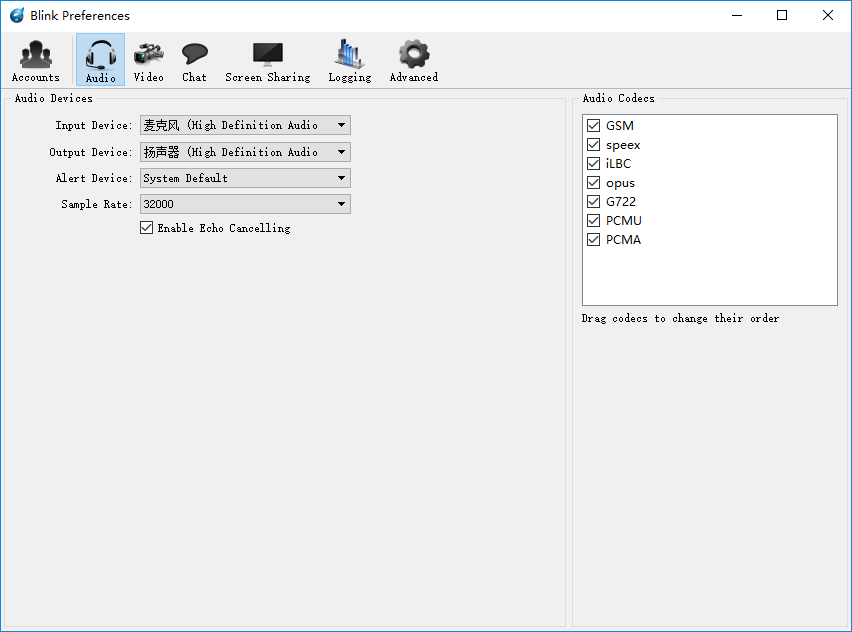 Blink Preferences
Accounts
Audio
Video
Chat
Screen Sharing
Logging
Advanced
Audio Devices
Input Device: 麦克风 (High Definition Audio
Output Device: 扬声器 (High Definition Audio
Alert Device: System Default
Sample Rate: 32000
Enable Echo Cancelling
Audio Codecs
GSM
speex
iLBC
opus
G722
PCMU
PCMA
Drag codecs to change their order